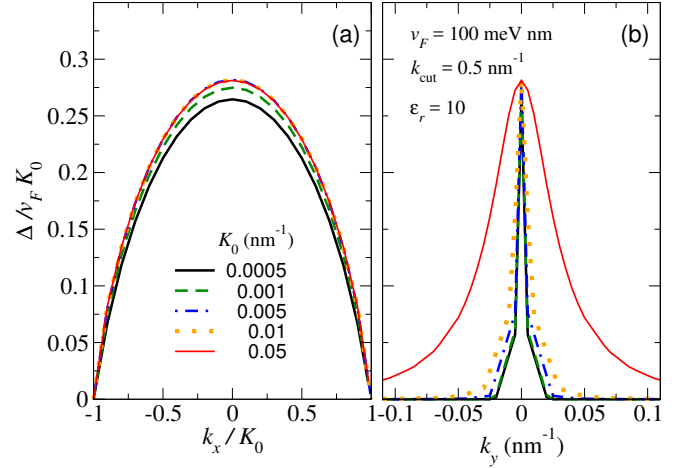 (a)
(b)
v_F = 100 meV nm
k_cut = 0.5 nm⁻¹
ε_r = 10
Δ/v_F K_0
0.3
0.25
0.2
0.15
0.1
0.05
0
K_0 (nm⁻¹)
0.0005
0.001
0.005
0.01
0.05
-1 -0.5 0 0.5 1
-0.1 -0.05 0 0.05 0.1
k_x/K_0
k_y (nm⁻¹)